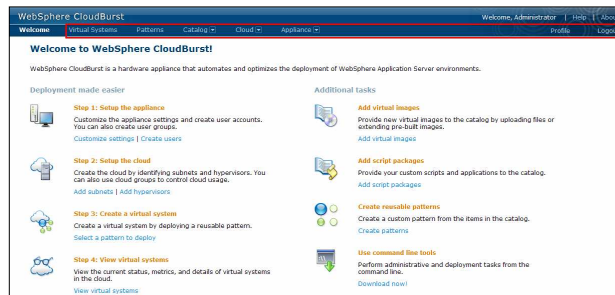 WebSphere CloudBurst
Welcome, Administrator | Help | Abou
Welcome Virtual Systems Patterns Catalog Cloud Appliance Profile Logou
Welcome to WebSphere CloudBurst!
WebSphere CloudBurst is a hardware appliance that automates and optimizes the deployment of WebSphere Application Server environments.
Deployment made easier
Step 1: Setup the appliance
Customize the appliance settings and create user accounts.
You can also create user groups.
Customize settings | Create users
Step 2: Setup the cloud
Create the cloud by identifying subnets and hypervisors. You
can also use cloud groups to control cloud usage.
Add subnets | Add hypervisors
Step 3: Create a virtual system
Create a virtual system by deploying a reusable pattern.
Select a pattern to deploy
Step 4: View virtual systems
View the current status, metrics, and details of virtual systems
in the cloud.
View virtual systems
Additional tasks
Add virtual images
Provide new virtual images to the catalog by uploading files or
extending pre-built images.
Add virtual images
Add script packages
Provide your custom scripts and applications to the catalog.
Add script packages
Create reusable patterns
Create a custom pattern from the items in the catalog.
Create patterns
Use command line tools
Perform administrative and deployment tasks from the
command line.
Download now!